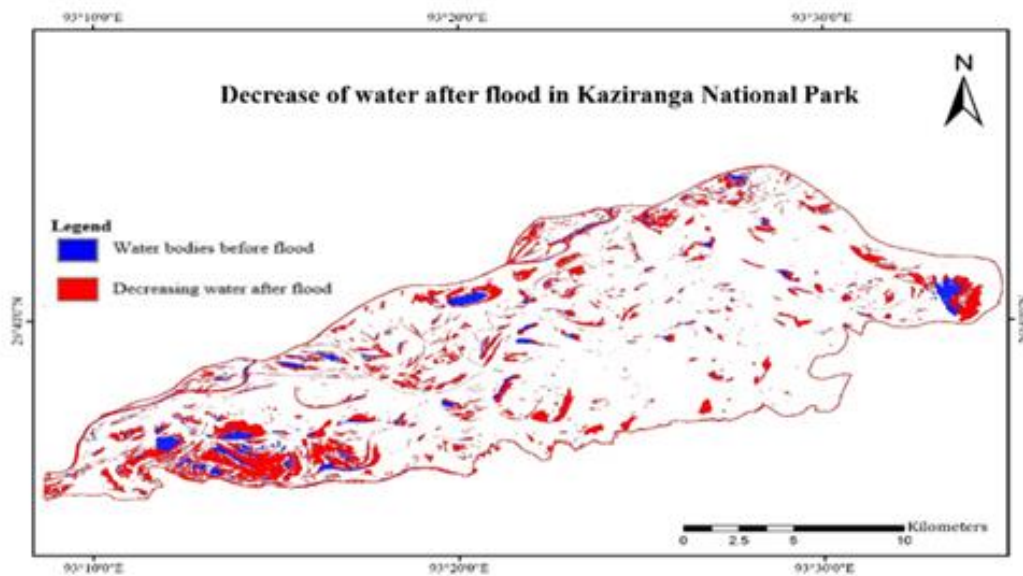 93°10'0"E 93°20'0"E 93°30'0"E
N
Decrease of water after flood in Kaziranga National Park
Legend
Water bodies before flood
Decreasing water after flood
Kilometers
0 2.5 5 10
93°10'0"E 93°20'0"E 93°30'0"E